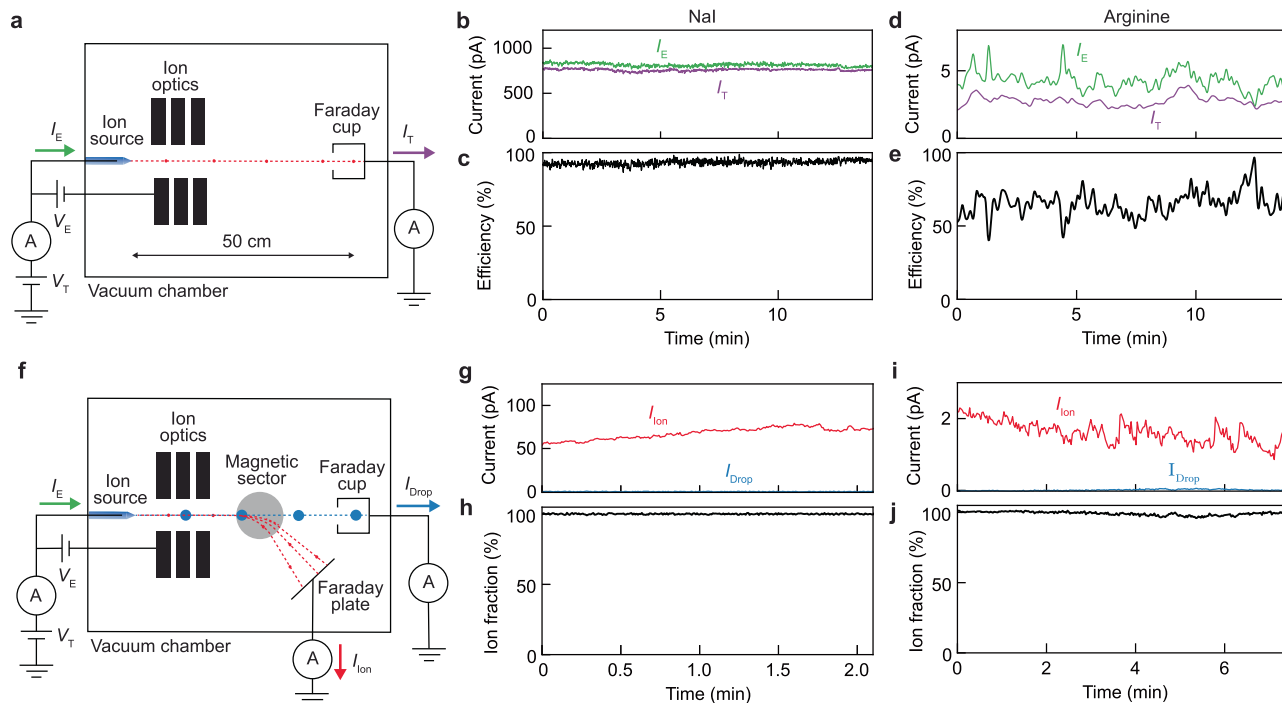 a
Ion
optics
Ion
source
Faraday
cup
I_E
I_T
V_E
A
A
V_T
50 cm
Vacuum chamber
b
NaI
Current (pA)
1000
500
0
I_E
I_T
c
Efficiency (%)
100
50
0
0
5
10
Time (min)
d
Arginine
Current (pA)
5
0
I_E
I_T
e
Efficiency (%)
100
50
0
0
5
10
Time (min)
f
Ion
optics
Magnetic
sector
Ion
source
Faraday
cup
I_E
I_Drop
V_E
A
A
Faraday
plate
V_T
Vacuum chamber
A
I_Ion
g
Current (pA)
100
50
0
I_Ion
I_Drop
h
Ion fraction (%)
100
50
0
0.5
1.0
1.5
2.0
Time (min)
i
Current (pA)
2
0
I_Ion
I_Drop
j
Ion fraction (%)
100
50
0
0
2
4
6
Time (min)